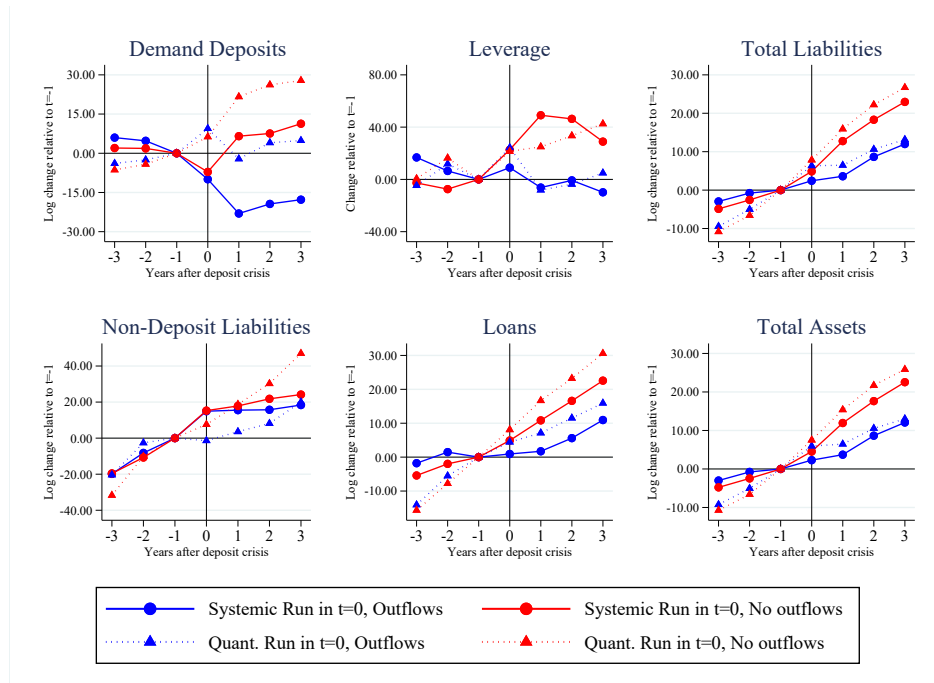 Demand Deposits
Log change relative to t=-1
30.00
15.00
0.00
-15.00
-30.00
-3 -2 -1 0 1 2 3
Years after deposit crisis
Leverage
Change relative to t=-1
80.00
40.00
0.00
-40.00
-3 -2 -1 0 1 2 3
Years after deposit crisis
Total Liabilities
Log change relative to t=-1
30.00
20.00
10.00
0.00
-10.00
-3 -2 -1 0 1 2 3
Years after deposit crisis
Non-Deposit Liabilities
Log change relative to t=-1
40.00
20.00
0.00
-20.00
-40.00
-3 -2 -1 0 1 2 3
Years after deposit crisis
Loans
Log change relative to t=-1
30.00
20.00
10.00
0.00
-10.00
-3 -2 -1 0 1 2 3
Years after deposit crisis
Total Assets
Log change relative to t=-1
30.00
20.00
10.00
0.00
-10.00
-3 -2 -1 0 1 2 3
Years after deposit crisis
Systemic Run in t=0, Outflows
Systemic Run in t=0, No outflows
Quant. Run in t=0, Outflows
Quant. Run in t=0, No outflows